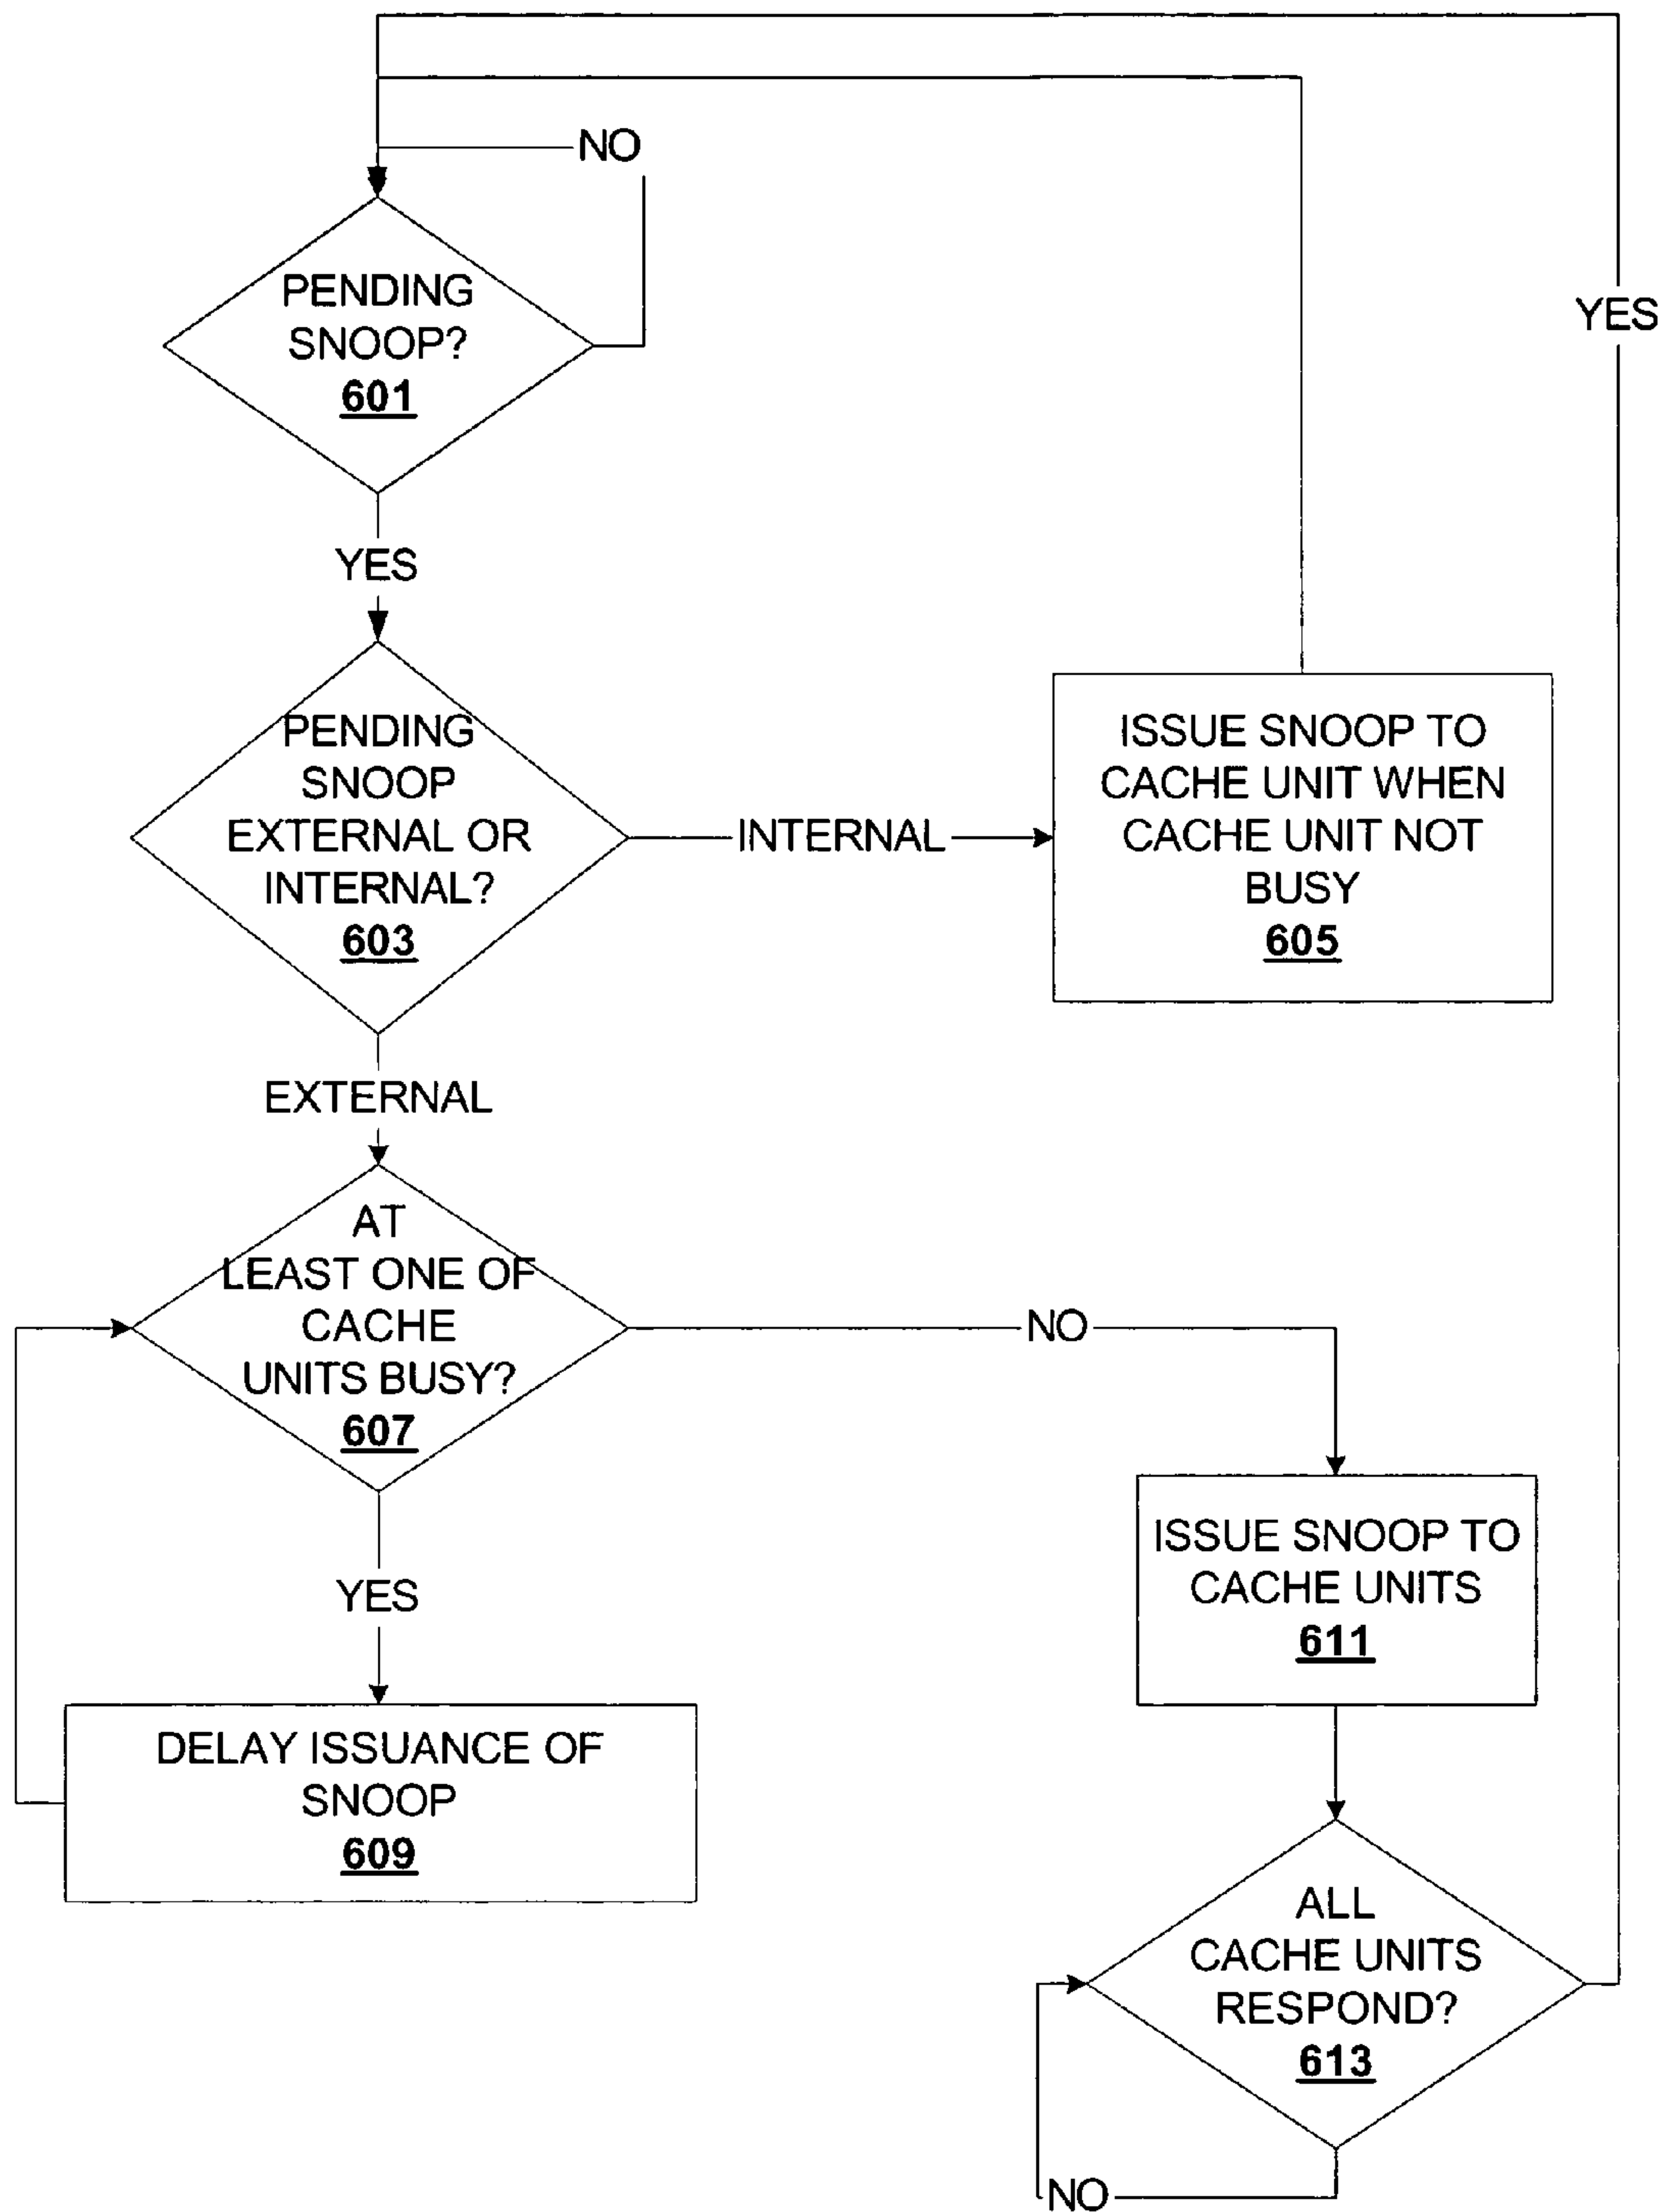 NO
PENDING
SNOOP?
601
YES
YES
PENDING
SNOOP
EXTERNAL OR
INTERNAL?
603
INTERNAL
ISSUE SNOOP TO
CACHE UNIT WHEN
CACHE UNIT NOT
BUSY
605
EXTERNAL
AT
LEAST ONE OF
CACHE
UNITS BUSY?
607
NO
YES
ISSUE SNOOP TO
CACHE UNITS
611
DELAY ISSUANCE OF
SNOOP
609
ALL
CACHE UNITS
RESPOND?
613
NO